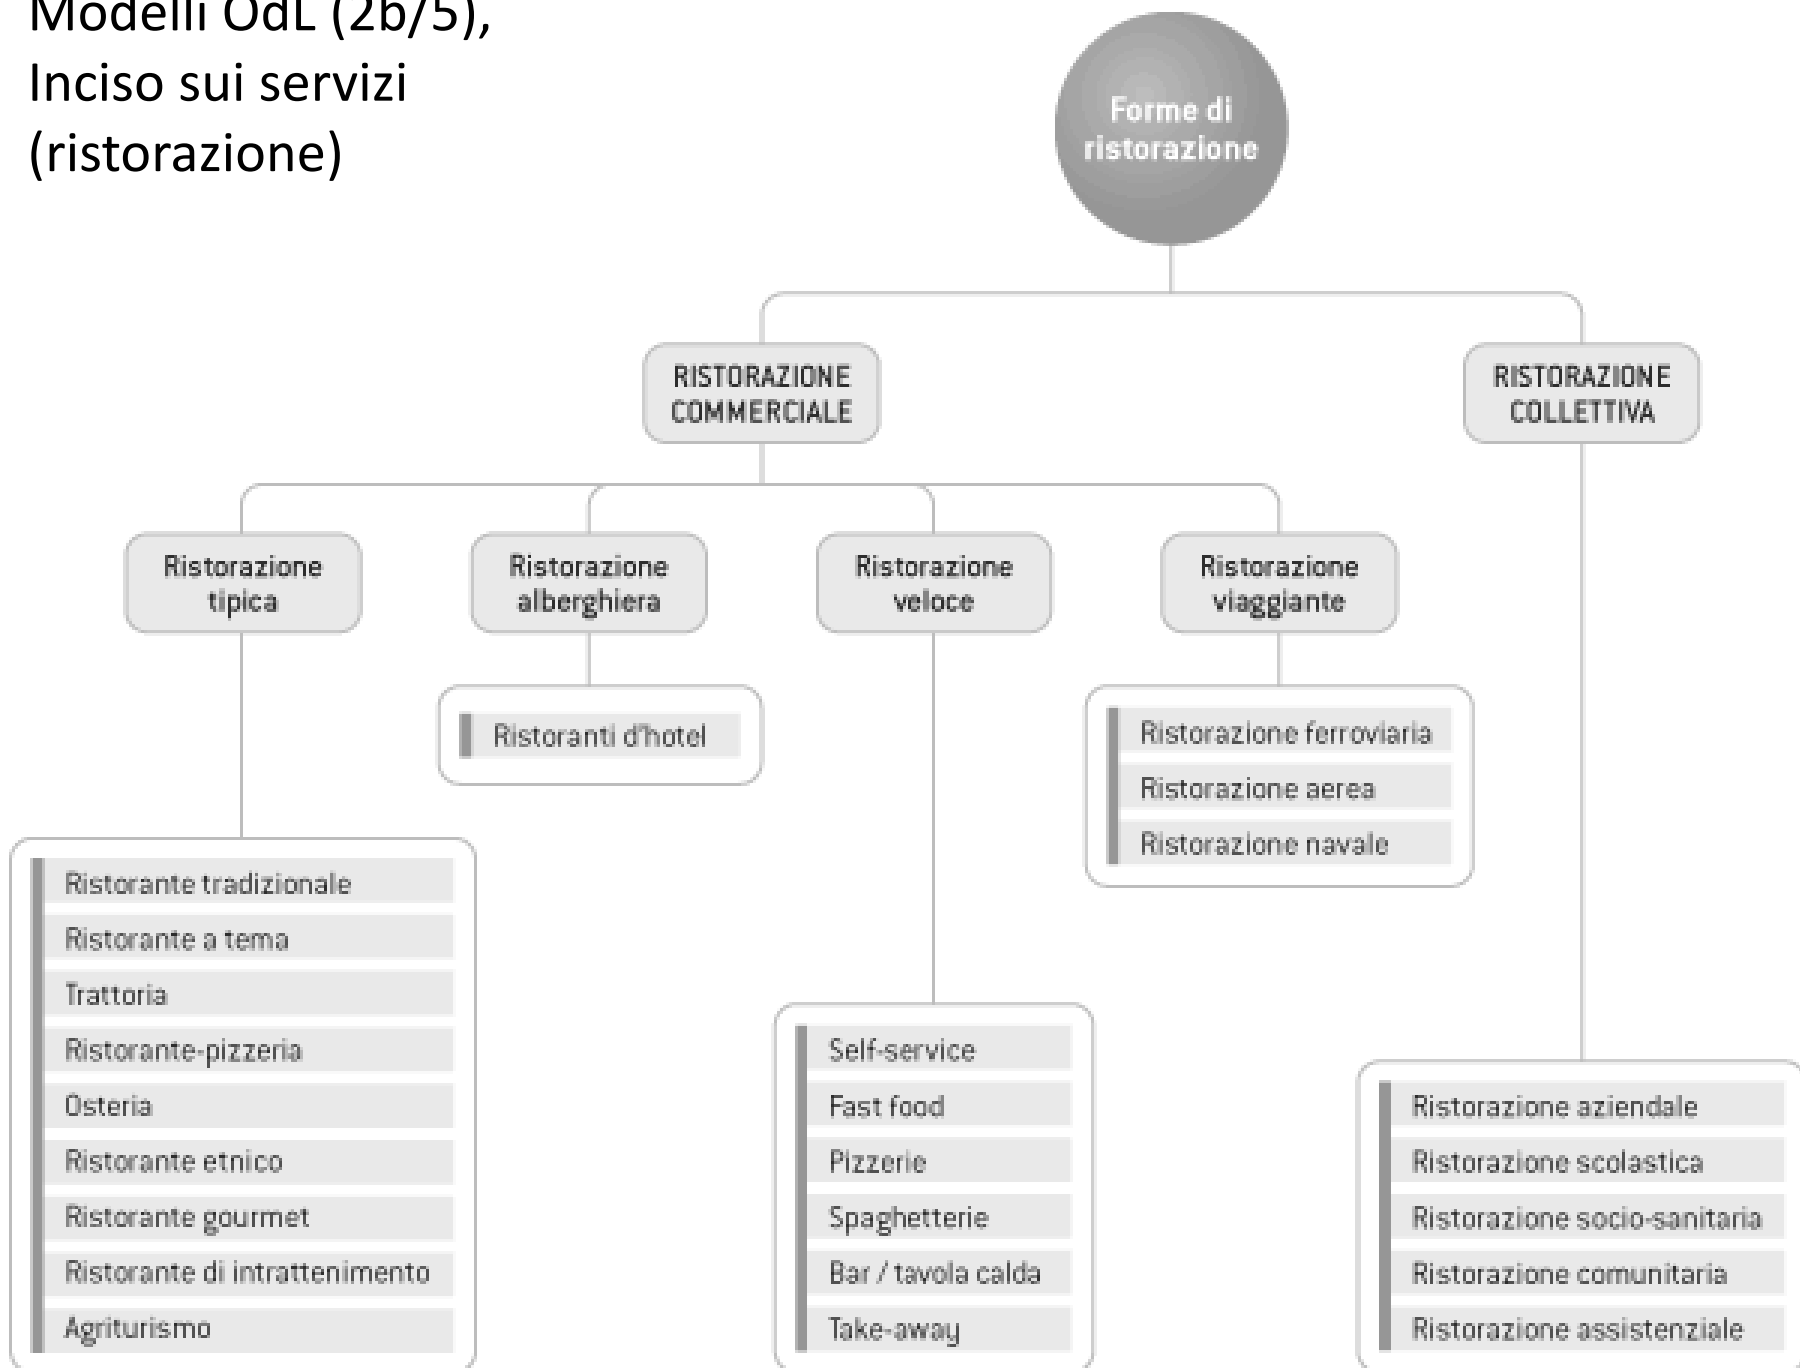 Modelli OdL (2b/5),
Inciso sui servizi
(ristorazione)
Forme di
ristorazione
RISTORAZIONE
COMMERCIALE
RISTORAZIONE
COLLETTIVA
Ristorazione
tipica
Ristorazione
alberghiera
Ristorazione
veloce
Ristorazione
viaggiante
Ristoranti d'hotel
Ristorazione ferroviaria
Ristorazione aerea
Ristorazione navale
Ristorante tradizionale
Ristorante a tema
Trattoria
Ristorante-pizzeria
Osteria
Ristorante etnico
Ristorante gourmet
Ristorante di intrattenimento
Agriturismo
Self-service
Fast food
Pizzerie
Spaghetterie
Bar / tavola calda
Take-away
Ristorazione aziendale
Ristorazione scolastica
Ristorazione socio-sanitaria
Ristorazione comunitaria
Ristorazione assistenziale